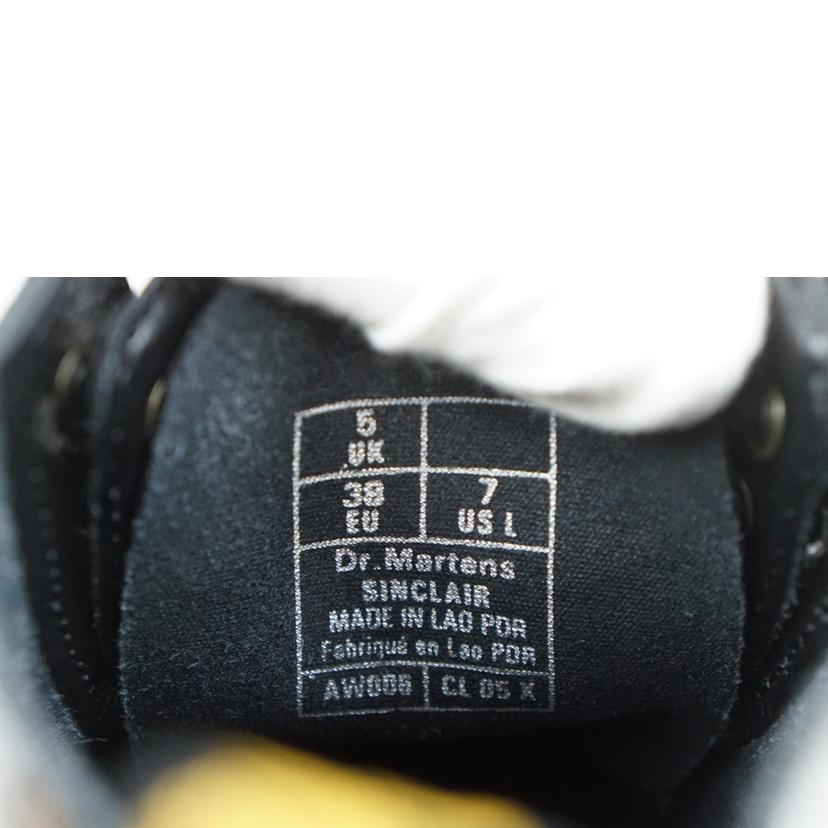 5
UK
38 7
EU US L
Dr.Martens
SINCLAIR
MADE IN LAO PDR
Fabriqué en Lao PDR
AW006 CL 05 X